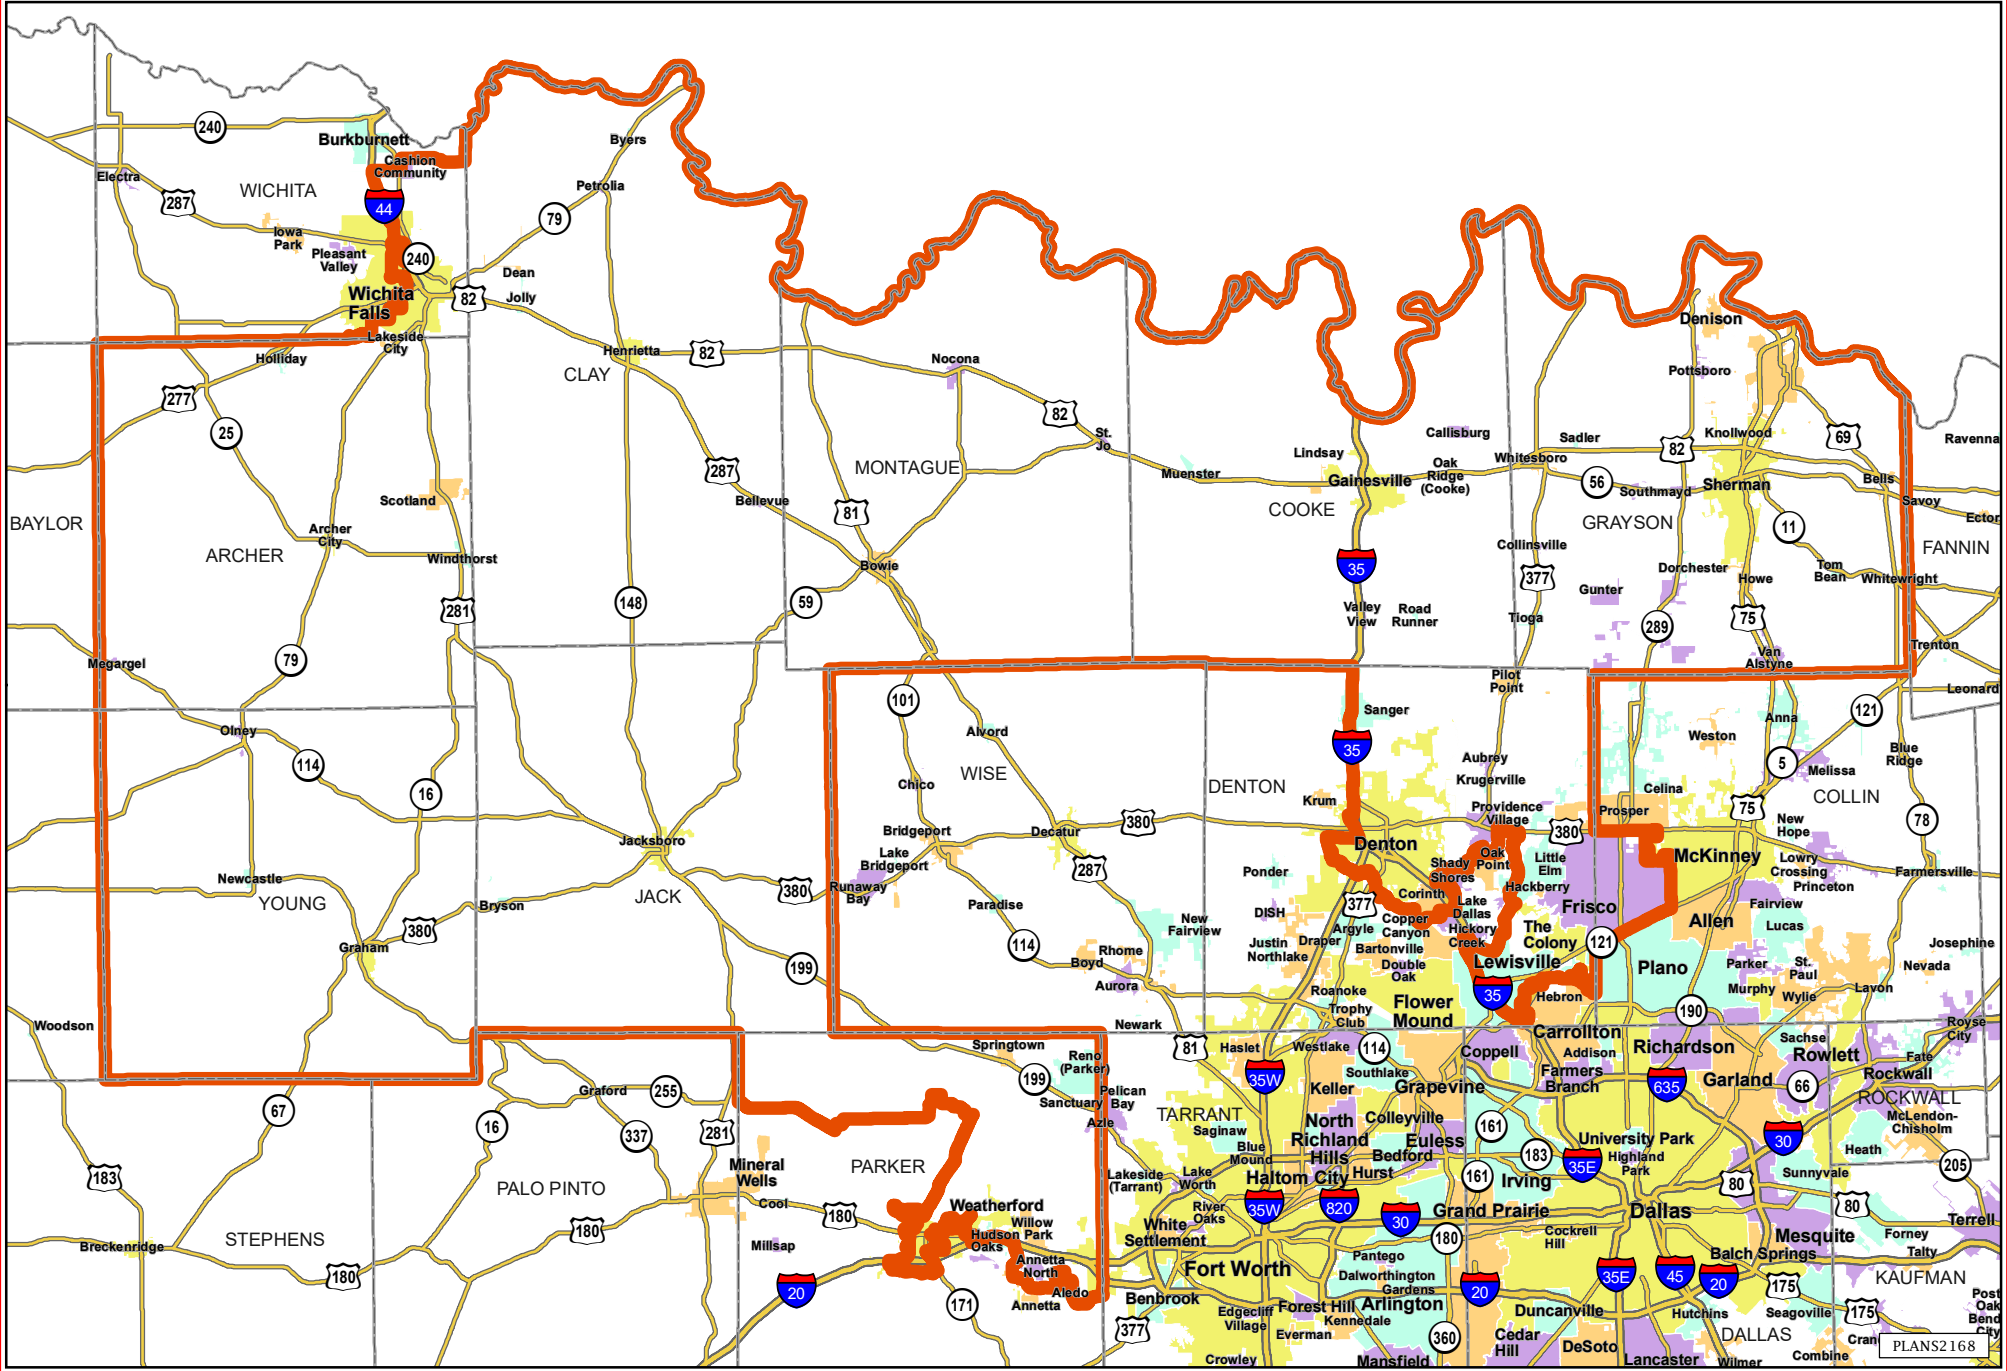 240
Burkburnett
Cashion
Community
Byers
Electra
WICHITA
287
44
Petrolia
79
Iowa
Park
Pleasant
Valley
240
Dean
Jolly
82
Wichita
Falls
Lakeside
City
Holliday
Henrietta
82
CLAY
277
25
Nocona
82
St.
Jo
287
MONTAGUE
Bellevue
81
Muenster
Lindsay
Gainesville
Callisburg
Oak
Ridge
(Cooke)
COOKE
Whitesboro
Sadler
56
Southmayd
Denison
Pottsboro
Knollwood
82
69
Sherman
Ravenna
Bells
Savoy
Ector
GRAYSON
11
FANNIN
BAYLOR
Scotland
Archer
City
ARCHER
Windthorst
281
148
59
Bowie
35
Collinsville
377
Dorchester
Gunter
Howe
Tom
Bean
Whitewright
Valley
View
Road
Runner
Tioga
289
75
Van
Alstyne
Trenton
Megargel
79
Olney
114
16
101
Alvord
WISE
Chico
Pilot
Point
Sanger
35
Leonard
121
Anna
Weston
5
Melissa
Blue
Ridge
DENTON
Aubrey
Krugerville
Krum
Providence
Village
380
Celina
Prosper
75
COLLIN
New
Hope
78
Jacksboro
Bridgeport
Lake
Bridgeport
Decatur
380
287
Denton
Shady
Shores
Oak
Point
Little
Elm
Hackberry
McKinney
Lowry
Crossing
Princeton
Farmersville
Newcastle
YOUNG
380
Bryson
JACK
380
Runaway
Bay
Paradise
Ponder
DISH
377
Corinth
Lake
Dallas
Hickory
Creek
Frisco
Fairview
Allen
Lucas
Graham
199
114
New
Fairview
Rhome
Boyd
Aurora
Justin
Northlake
Draper
Argyle
Copper
Canyon
Bartonville
Double
Oak
The
Colony
121
Lewisville
Plano
Parker
Murphy
St.
Paul
Wylie
Josephine
Nevada
Lavon
Roanoke
35
Hebron
Flower
Mound
Trophy
Club
190
Woodson
Newark
81
Haslet
Westlake
114
Southlake
Coppell
Carrollton
Addison
Farmers
Branch
Richardson
Sachse
Rowlett
Royse
City
Fate
Springtown
Reno
(Parker)
199
Sanctuary
Pelican
Bay
Azle
35W
Keller
Grapevine
635
Garland
66
Rockwall
ROCKWALL
McLendon-
Chisholm
Graford
255
67
16
337
281
TARRANT
Saginaw
North
Richland
Hills
Colleyville
Euless
161
University Park
30
183
Mineral
Wells
PARKER
Blue
Mound
Bedford
Hurst
183
35E
Highland
Park
Heath
205
Sunnyvale
PALO PINTO
Cool
180
Weatherford
Willow
Park
Hudson
Oaks
Lakeside
(Tarrant)
Lake
Worth
Haltom City
161
Irving
80
River
Oaks
35W
820
30
Grand Prairie
Dallas
80
Terrell
STEPHENS
Breckenridge
180
180
Millsap
White
Settlement
180
Cockrell
Hill
Mesquite
Forney
Talty
Balch Springs
Annetta
North
Aledo
Annetta
20
171
Fort Worth
Pantego
Dalworthington
Gardens
20
35E
45
20
175
KAUFMAN
Benbrook
377
Edgecliff
Village
Forest Hill
Kennedale
Everman
Arlington
360
Duncanville
Hutchins
Seagoville
175
Post
Oak
Bend
City
Cedar
Hill
DeSoto
DALLAS
Cran
PLANS2168
Crowley
Mansfield
Lancaster
Wilmer
Combine